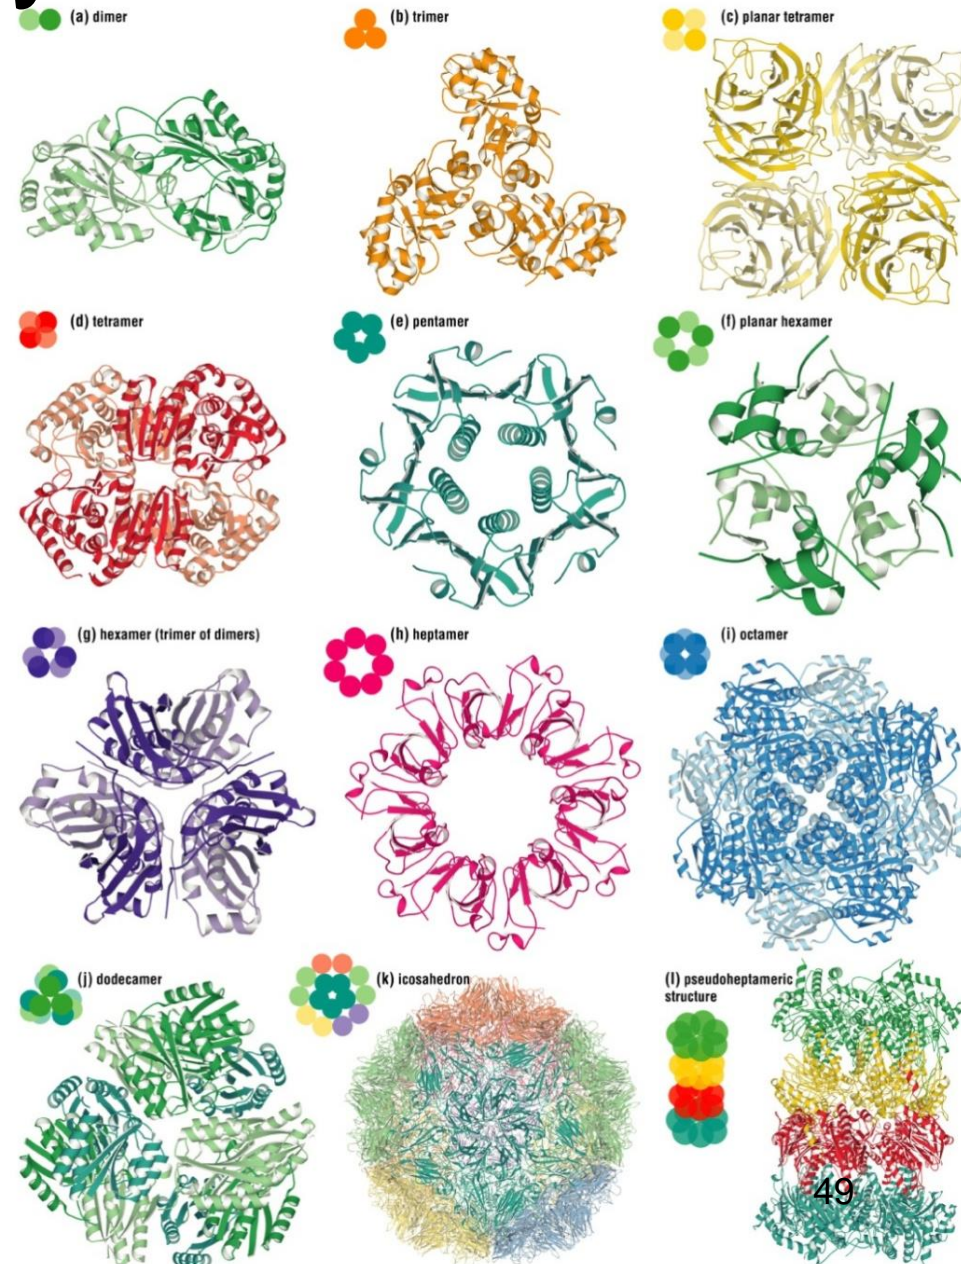 (a) dimer
(b) trimer
(c) planar tetramer
(d) tetramer
(e) pentamer
(f) planar hexamer
(g) hexamer (trimer of dimers)
(h) heptamer
(i) octamer
(j) dodecamer
(k) icosahedron
(l) pseudoheptameric
structure
49